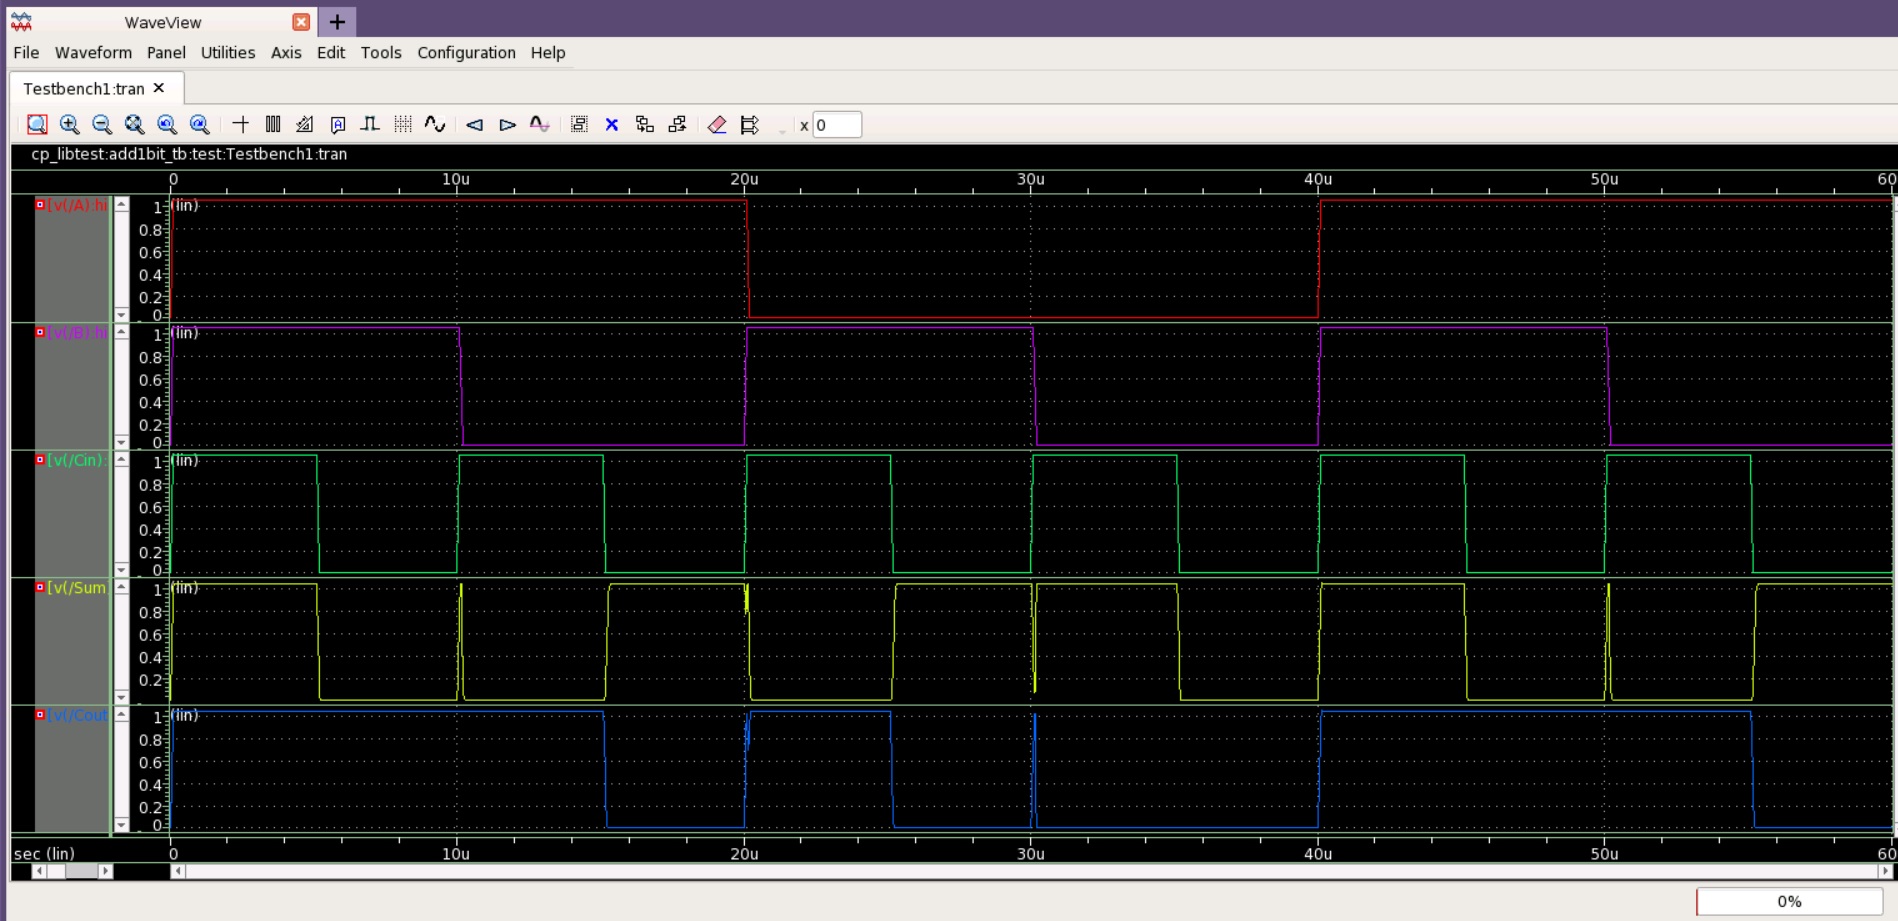 WaveView
File Waveform Panel Utilities Axis Edit Tools Configuration Help
Testbench1:tran
x 0
cp_libtest:add1bit_tb:test:Testbench1:tran
0 10u 20u 30u 40u 50u 60
[v(/A):hi
(lin)
1
0.8
0.6
0.4
0.2
0
[v(/B):hi
(lin)
1
0.8
0.6
0.4
0.2
0
[v(/Cin):
(lin)
1
0.8
0.6
0.4
0.2
0
[v(/Sum
(lin)
1
0.8
0.6
0.4
0.2
[v(/Cout
(lin)
1
0.8
0.6
0.4
0.2
0
sec (lin) 0 10u 20u 30u 40u 50u 60
0%